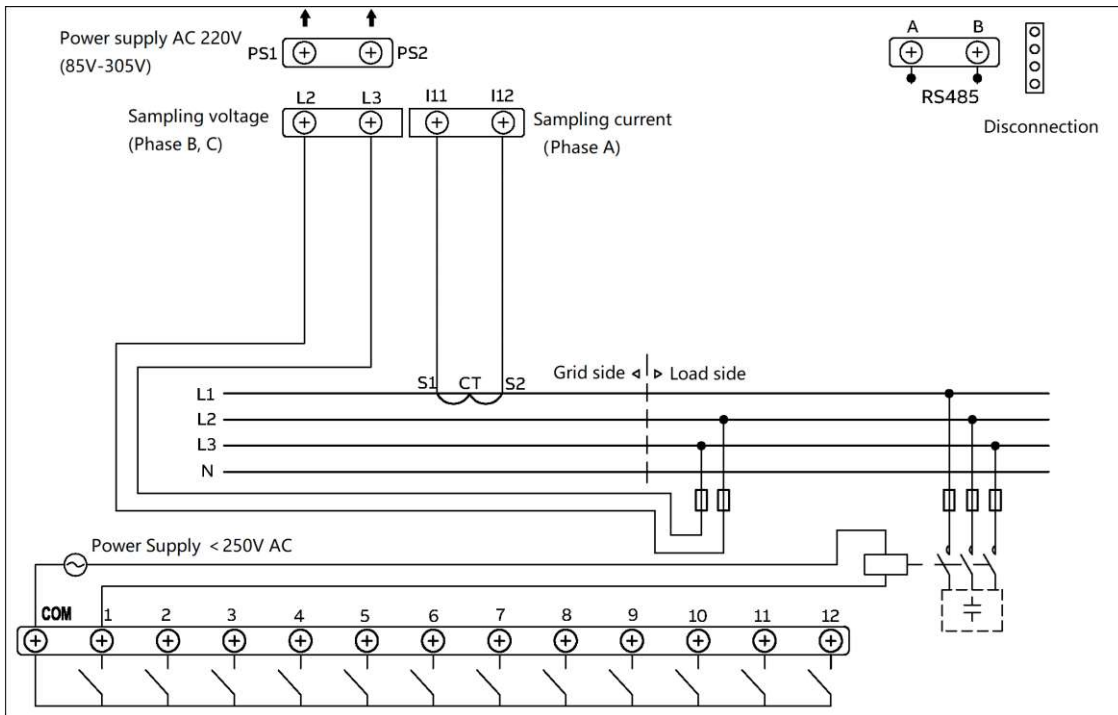 Power supply AC 220V
(85V-305V)
PS1
PS2
A
B
RS485
Disconnection
L2
L3
I11
I12
Sampling voltage
(Phase B, C)
Sampling current
(Phase A)
S1
CT
S2
Grid side
Load side
L1
L2
L3
N
Power Supply <250V AC
COM
1
2
3
4
5
6
7
8
9
10
11
12